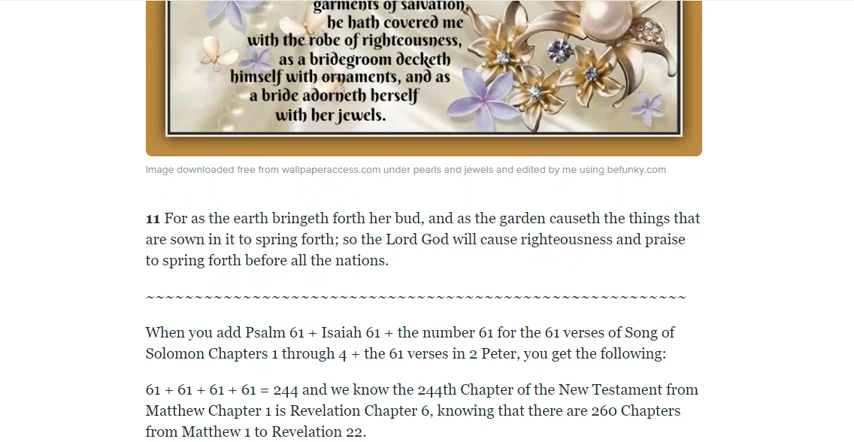 garments of salvation,
he hath covered me
with the robe of righteousness,
as a bridegroom decketh
himself with ornaments, and as
a bride adorneth herself
with her jewels.
Image downloaded free from wallpaperaccess.com under pearls and jewels and edited by me using befunky.com
11 For as the earth bringeth forth her bud, and as the garden causeth the things that
are sown in it to spring forth; so the Lord God will cause righteousness and praise
to spring forth before all the nations.
~~~~~~~~~~~~~~~~~~~~~~~~~~~~~~~~~~~~~~~~~~~~~~~~~~~~~~~~
When you add Psalm 61 + Isaiah 61 + the number 61 for the 61 verses of Song of
Solomon Chapters 1 through 4 + the 61 verses in 2 Peter, you get the following:
61 + 61 + 61 + 61 = 244 and we know the 244th Chapter of the New Testament from
Matthew Chapter 1 is Revelation Chapter 6, knowing that there are 260 Chapters
from Matthew 1 to Revelation 22.